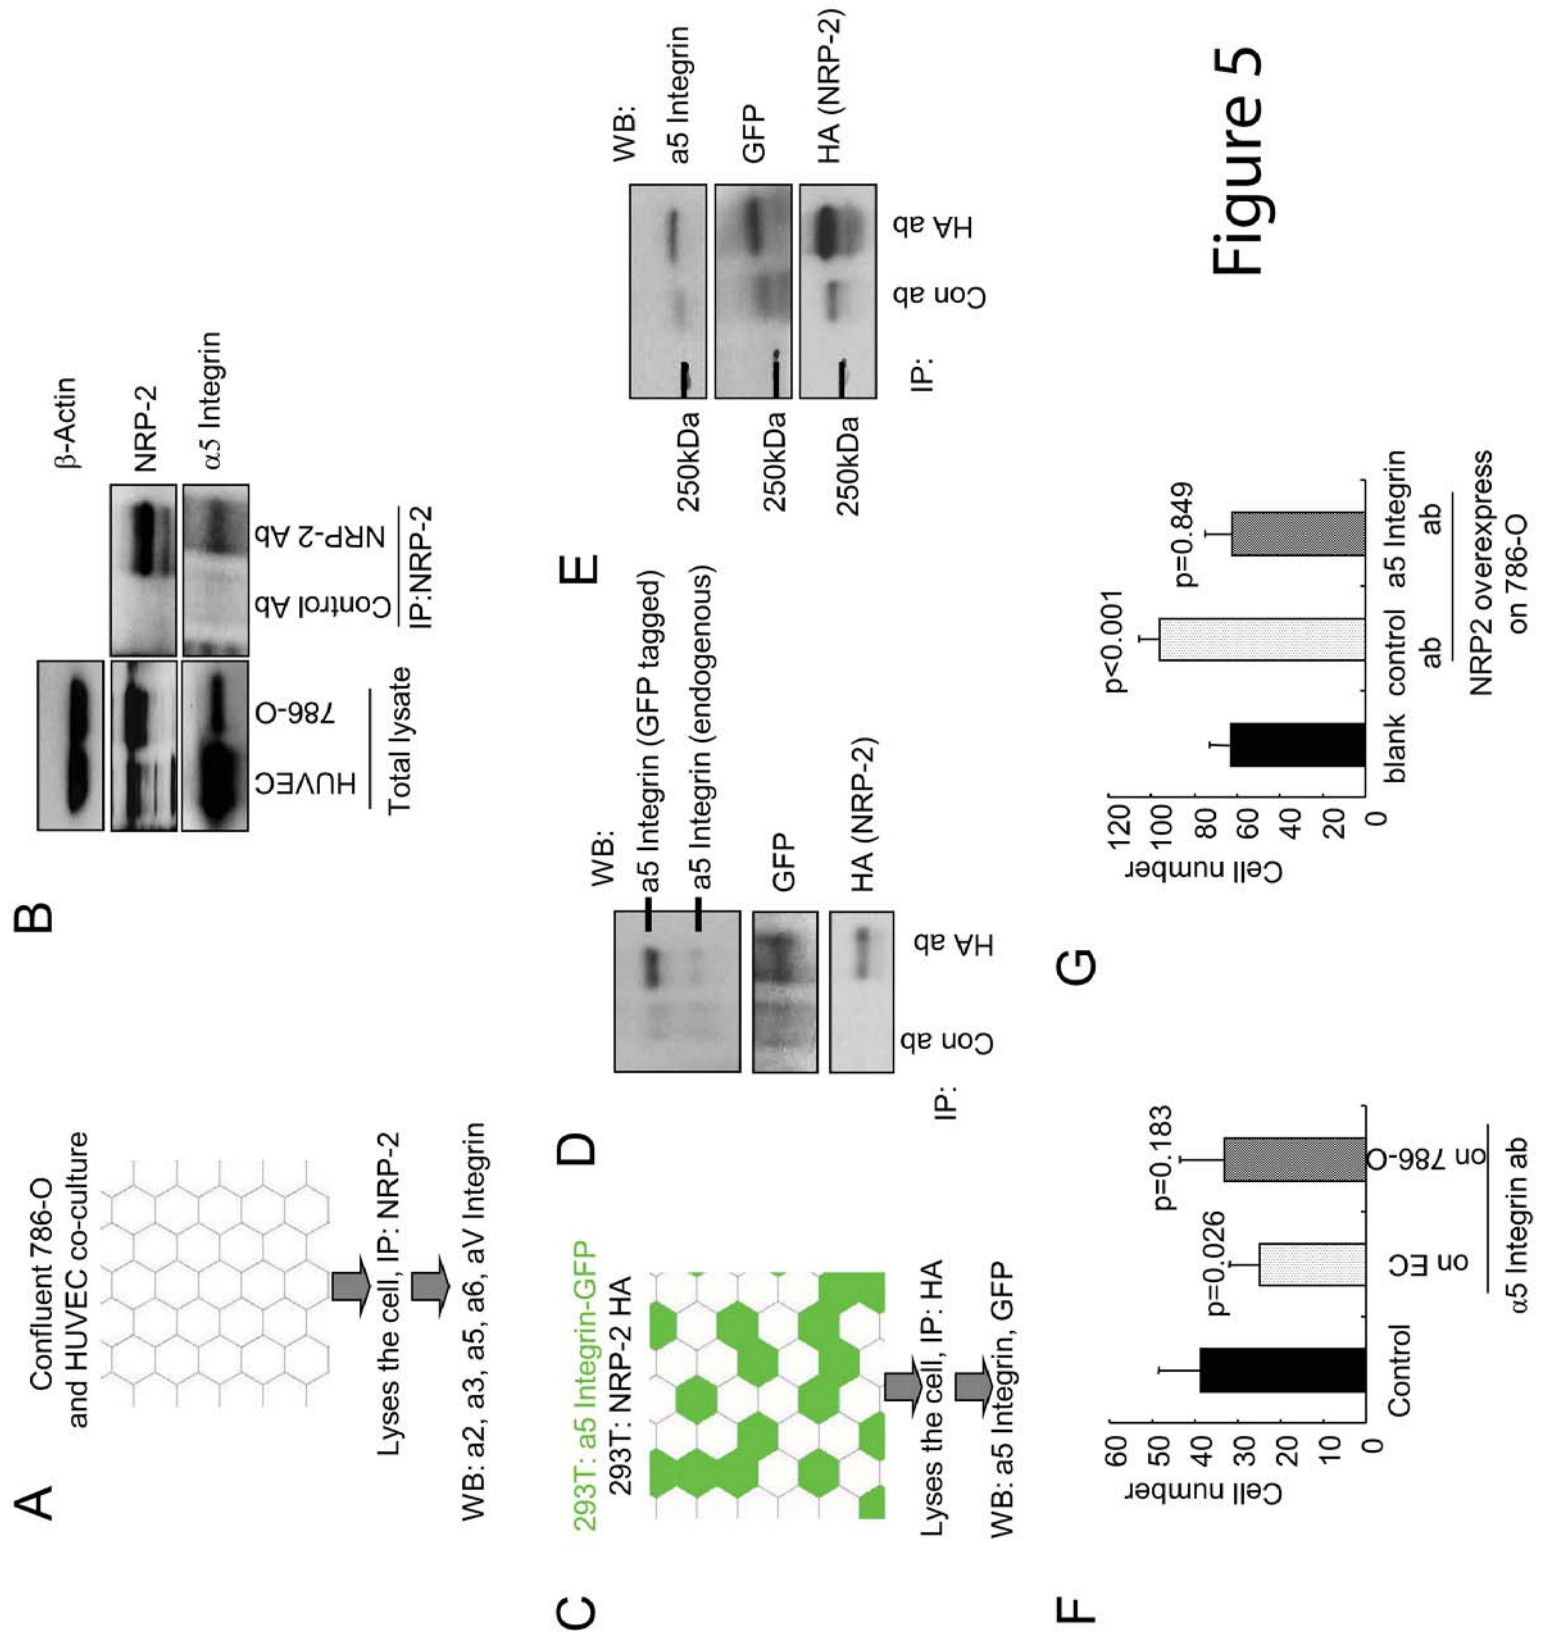 A
Confluent 786-O
and HUVEC co-culture
Lyses the cell, IP: NRP-2
WB: a2, a3, a5, a6, aV Integrin
B
β-Actin
NRP-2
α5 Integrin
HUVEC
786-O
Control Ab
NRP-2 Ab
Total lysate
IP:NRP-2
C
293T: a5 Integrin-GFP
293T: NRP-2 HA
Lyses the cell, IP: HA
WB: a5 Integrin, GFP
D
WB:
a5 Integrin (GFP tagged)
a5 Integrin (endogenous)
GFP
HA (NRP-2)
IP:
Con ab
HA ab
E
WB:
250kDa
a5 Integrin
250kDa
GFP
250kDa
HA (NRP-2)
IP:
Con ab
HA ab
F
Cell number
60
50
40
30
20
10
0
p=0.026
p=0.183
Control
on EC
on 786-O
α5 Integrin ab
G
Cell number
120
100
80
60
40
20
0
p<0.001
p=0.849
blank
control
ab
a5 Integrin
ab
NRP2 overexpress
on 786-O
Figure 5